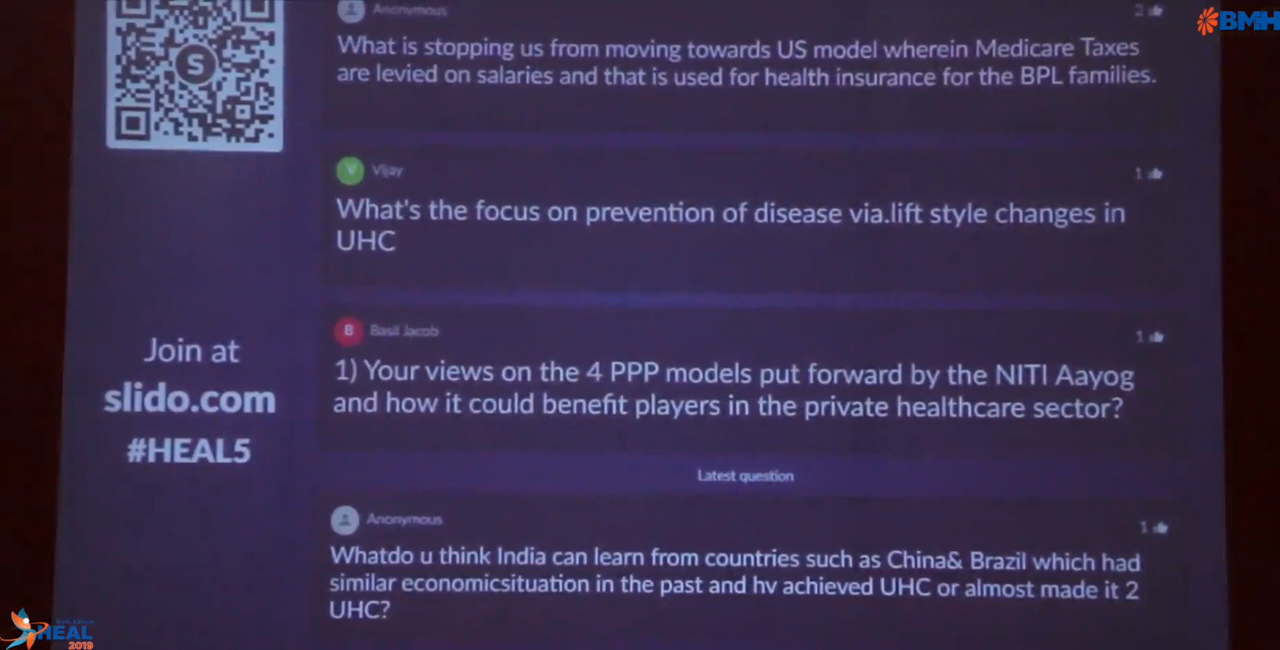 Anonymous
2
BMH
What is stopping us from moving towards US model wherein Medicare Taxes
are levied on salaries and that is used for health insurance for the BPL families.
S
V
Vijay
1
What's the focus on prevention of disease via.lift style changes in
UHC
B
Basil Jacob
1
1) Your views on the 4 PPP models put forward by the NITI Aayog
and how it could benefit players in the private healthcare sector?
Join at
slido.com
#HEAL5
Latest question
Anonymous
1
Whatdo u think India can learn from countries such as China& Brazil which had
similar economicsituation in the past and hv achieved UHC or almost made it 2
UHC?
HEAL
2019